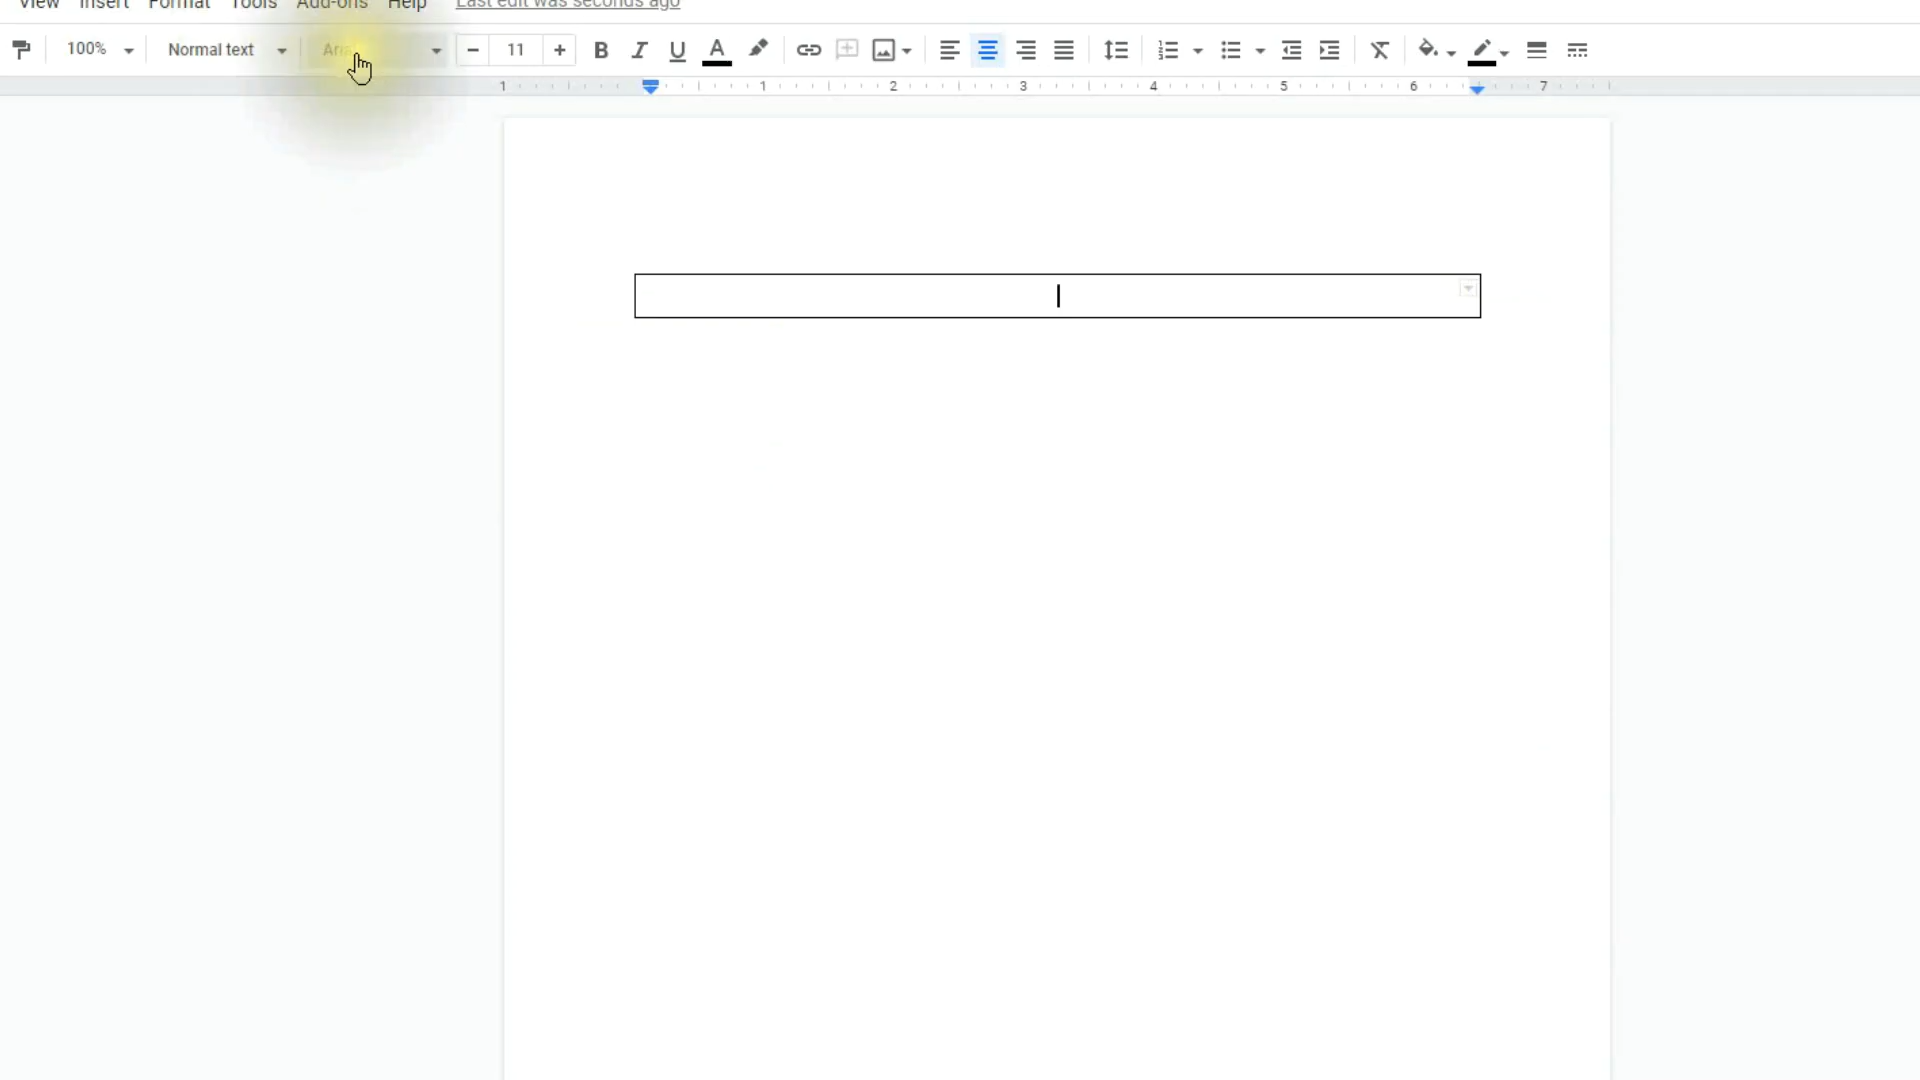 View Insert Format Tools Add-ons Help Last edit was seconds ago
100% Normal text Arial 11 B I U A
1 1 2 3 4 5 6 7